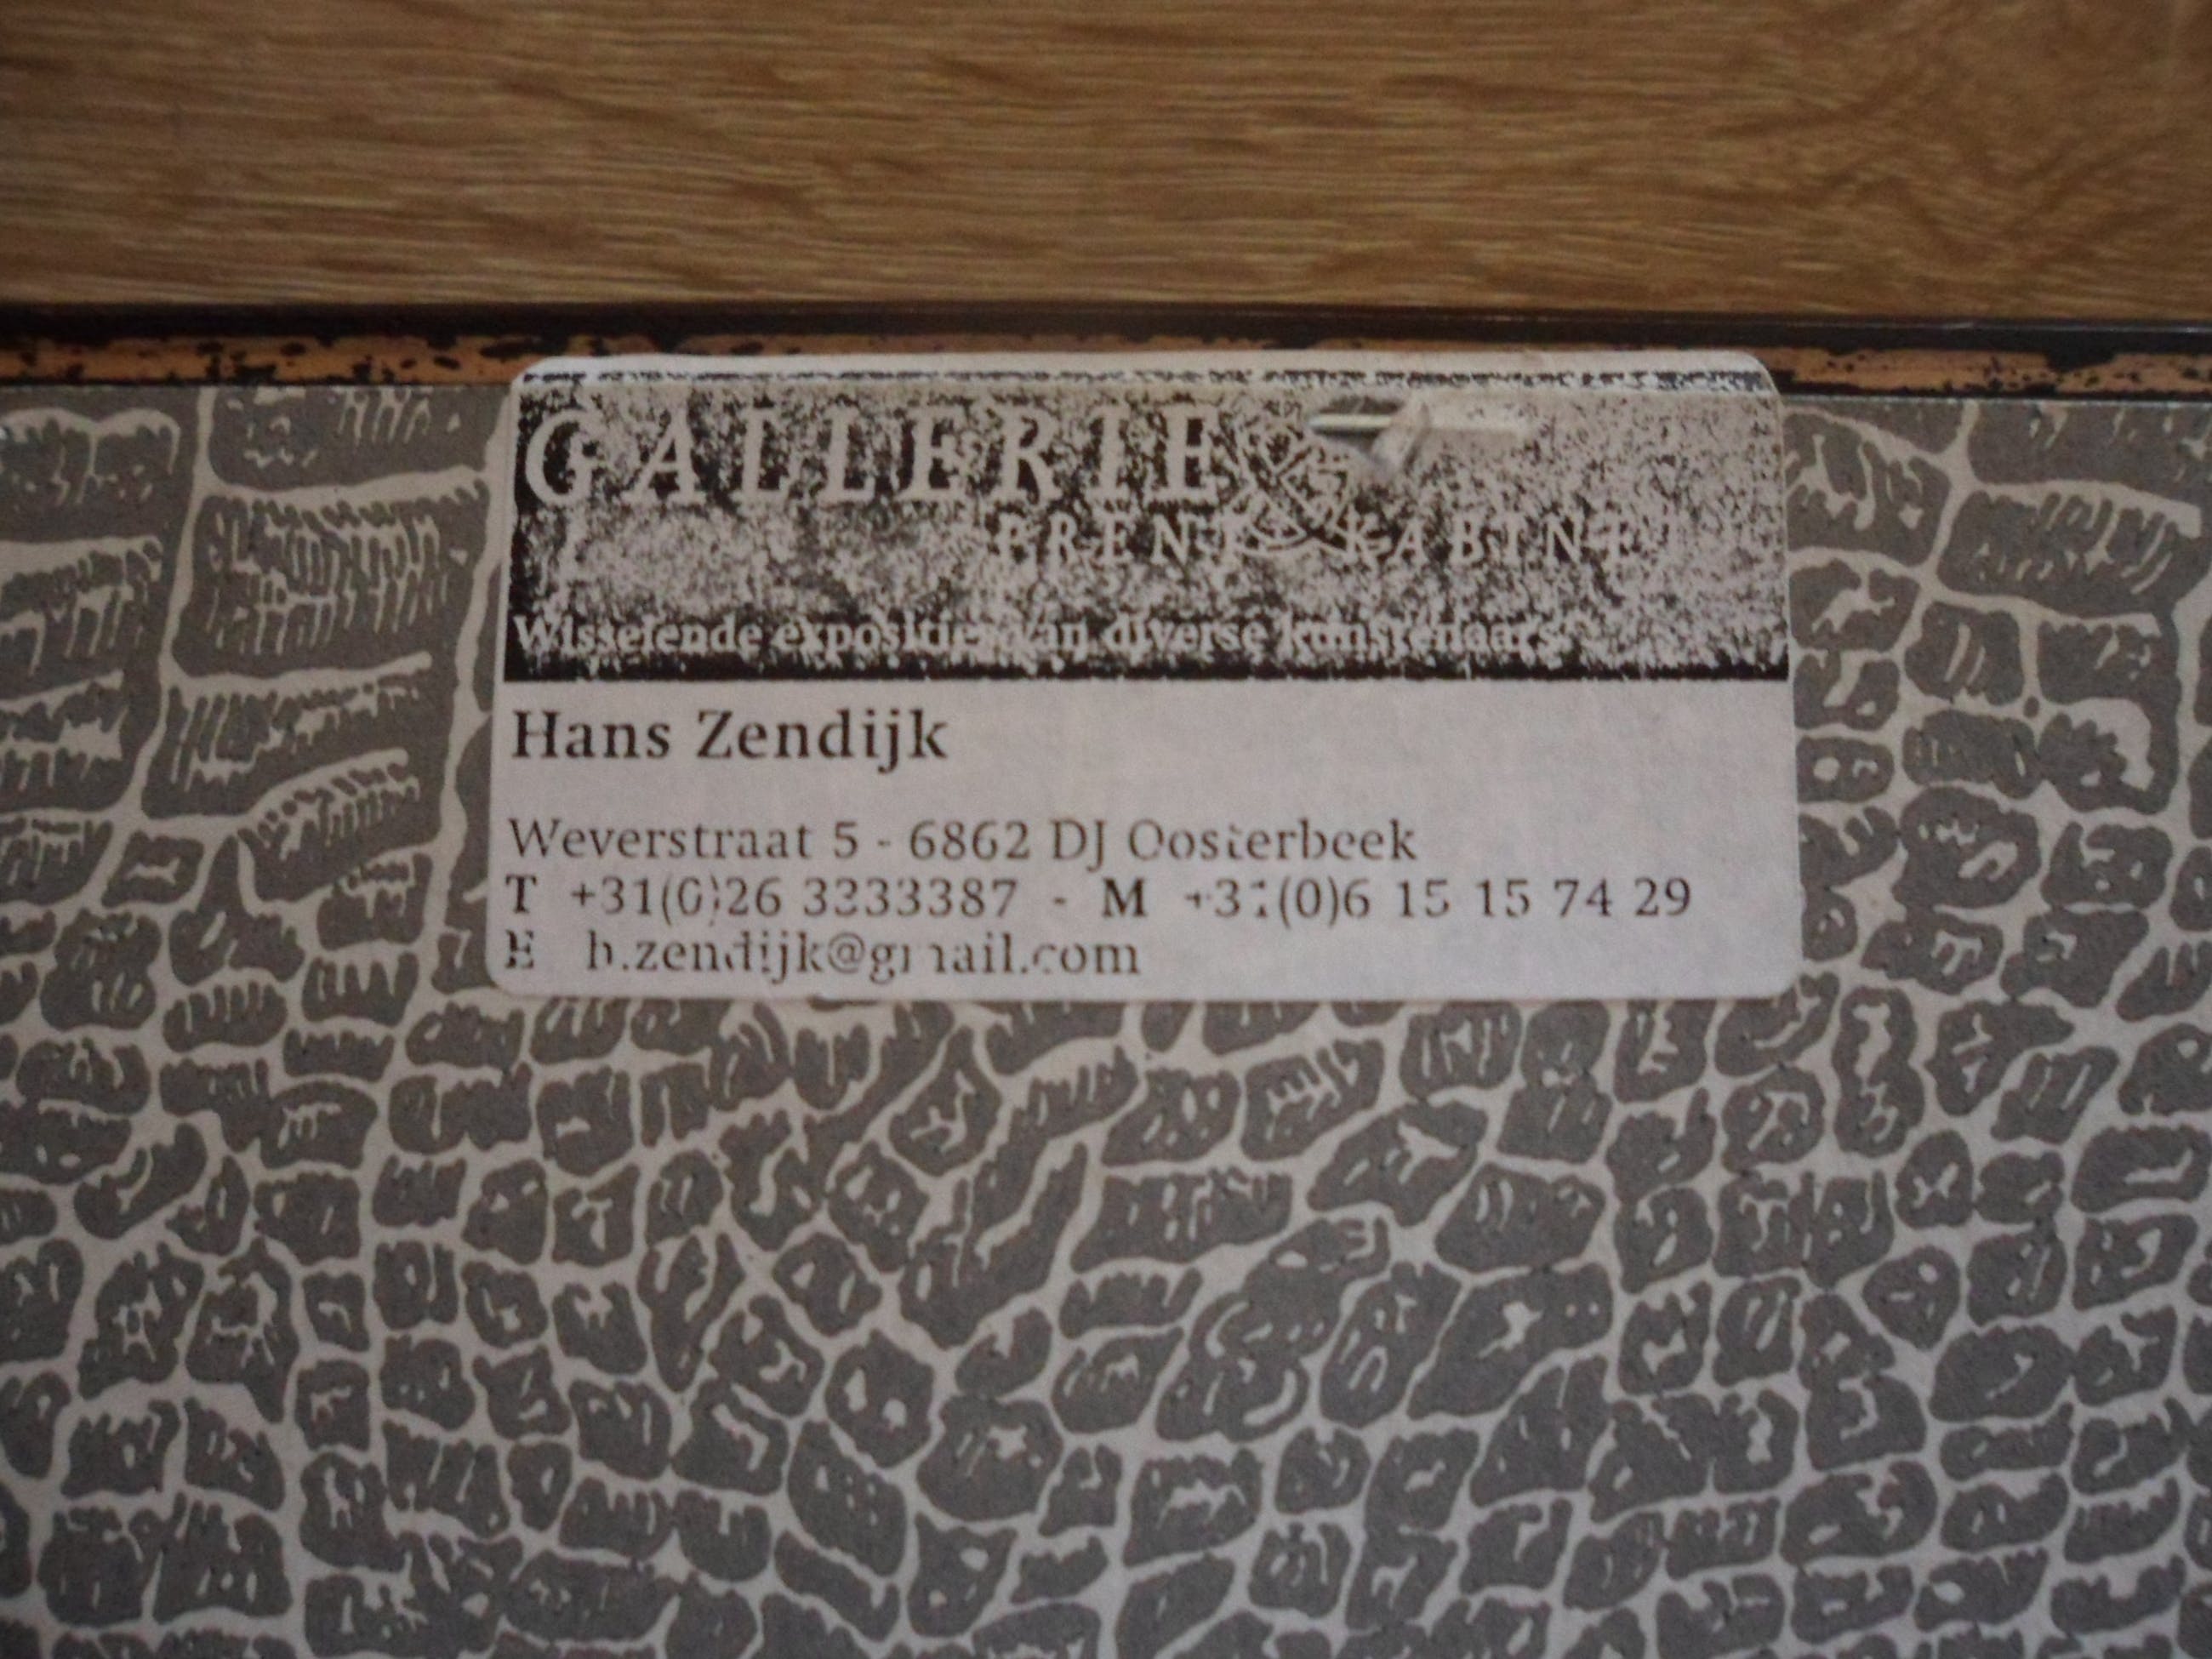 GALLERIE
PRENT KABINET
Wisselende exposities van diverse kunstenaars
Hans Zendijk
Weverstraat 5 - 6862 DJ Oosterbeek
T +31(0)26 3333387 - M +31(0)6 15 15 74 29
E h.zendijk@gmail.com